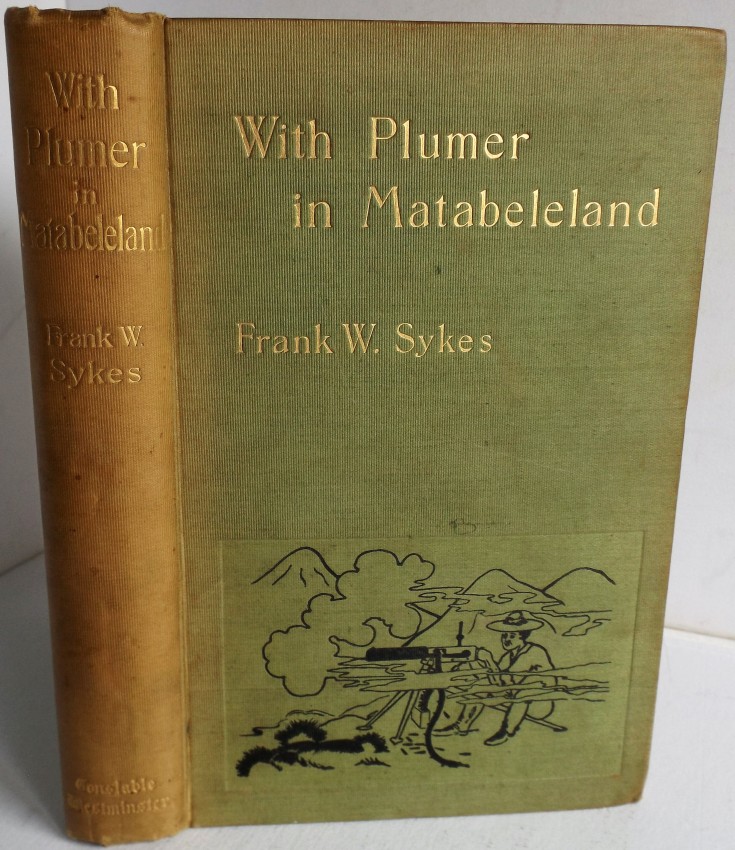 With
Plumer
in
Matabeleland
Frank W.
Sykes
Constable
Westminster.
With Plumer
in Matabeleland
Frank W. Sykes